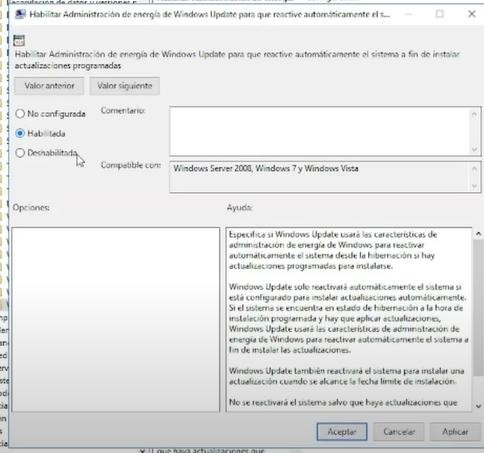 Habilitar Administración de energía de Windows Update para que reactive automáticamente el s...
Habilitar Administración de energía de Windows Update para que reactive automáticamente el sistema a fin de instalar
actualizaciones programadas
Valor anterior
Valor siguiente
No configurada
Comentario:
Habilitada
Deshabilitada
Compatible con:
Windows Server 2008, Windows 7 y Windows Vista
Opciones:
Ayuda:
Especifica si Windows Update usará las características de
administración de energía de Windows para reactivar
automáticamente el sistema desde la hibernación si hay
actualizaciones programadas para instalarse.
Windows Update solo reactivará automáticamente el sistema si
está configurado para instalar actualizaciones automáticamente.
Si el sistema se encuentra en estado de hibernación a la hora de
instalación programada y hay que aplicar actualizaciones,
Windows Update usará las características de administración de
energía de Windows para reactivar automáticamente el sistema a
fin de instalar las actualizaciones.
Windows Update también reactivará el sistema para instalar una
actualización cuando se alcance la fecha límite de instalación.
No se reactivará el sistema salvo que haya actualizaciones que
Aceptar
Cancelar
Aplicar